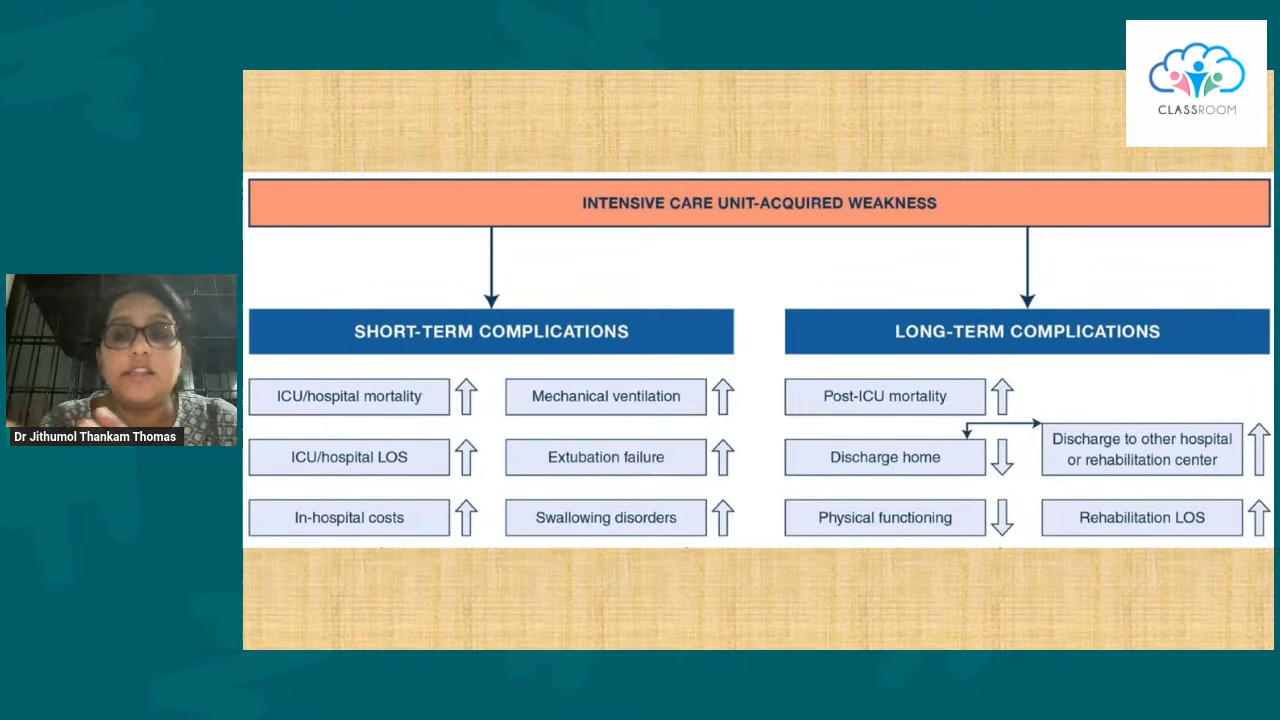 CLASSROOM
INTENSIVE CARE UNIT-ACQUIRED WEAKNESS
SHORT-TERM COMPLICATIONS
LONG-TERM COMPLICATIONS
ICU/hospital mortality
Mechanical ventilation
Post-ICU mortality
ICU/hospital LOS
Extubation failure
Discharge home
Discharge to other hospital
or rehabilitation center
In-hospital costs
Swallowing disorders
Physical functioning
Rehabilitation LOS
Dr Jithumol Thankam Thomas